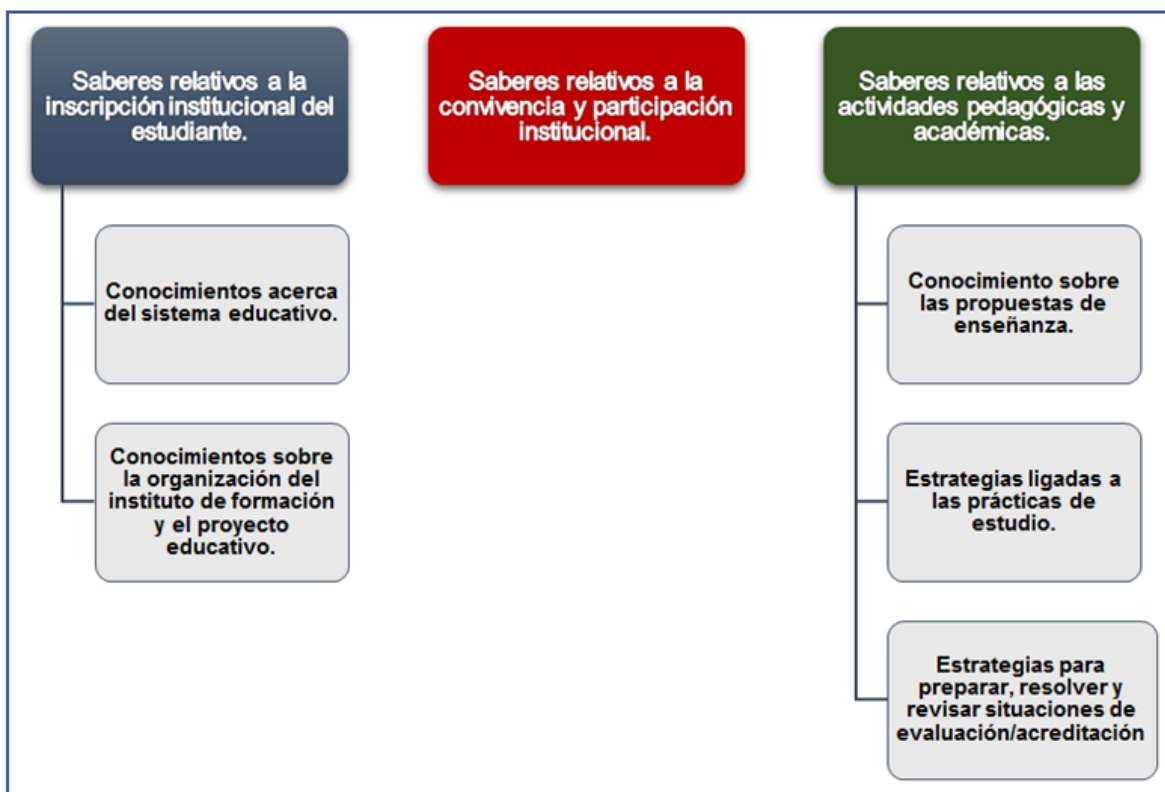 Saberes relativos a la
inscripción institucional del
estudiante.
Conocimientos acerca
del sistema educativo.
Conocimientos sobre
la organización del
instituto de formación
y el proyecto
educativo.
Saberes relativos a la
convivencia y participación
institucional.
Saberes relativos a las
actividades pedagógicas y
académicas.
Conocimiento sobre
las propuestas de
enseñanza.
Estrategias ligadas a
las prácticas de
estudio.
Estrategias para
preparar, resolver y
revisar situaciones de
evaluación/acreditación